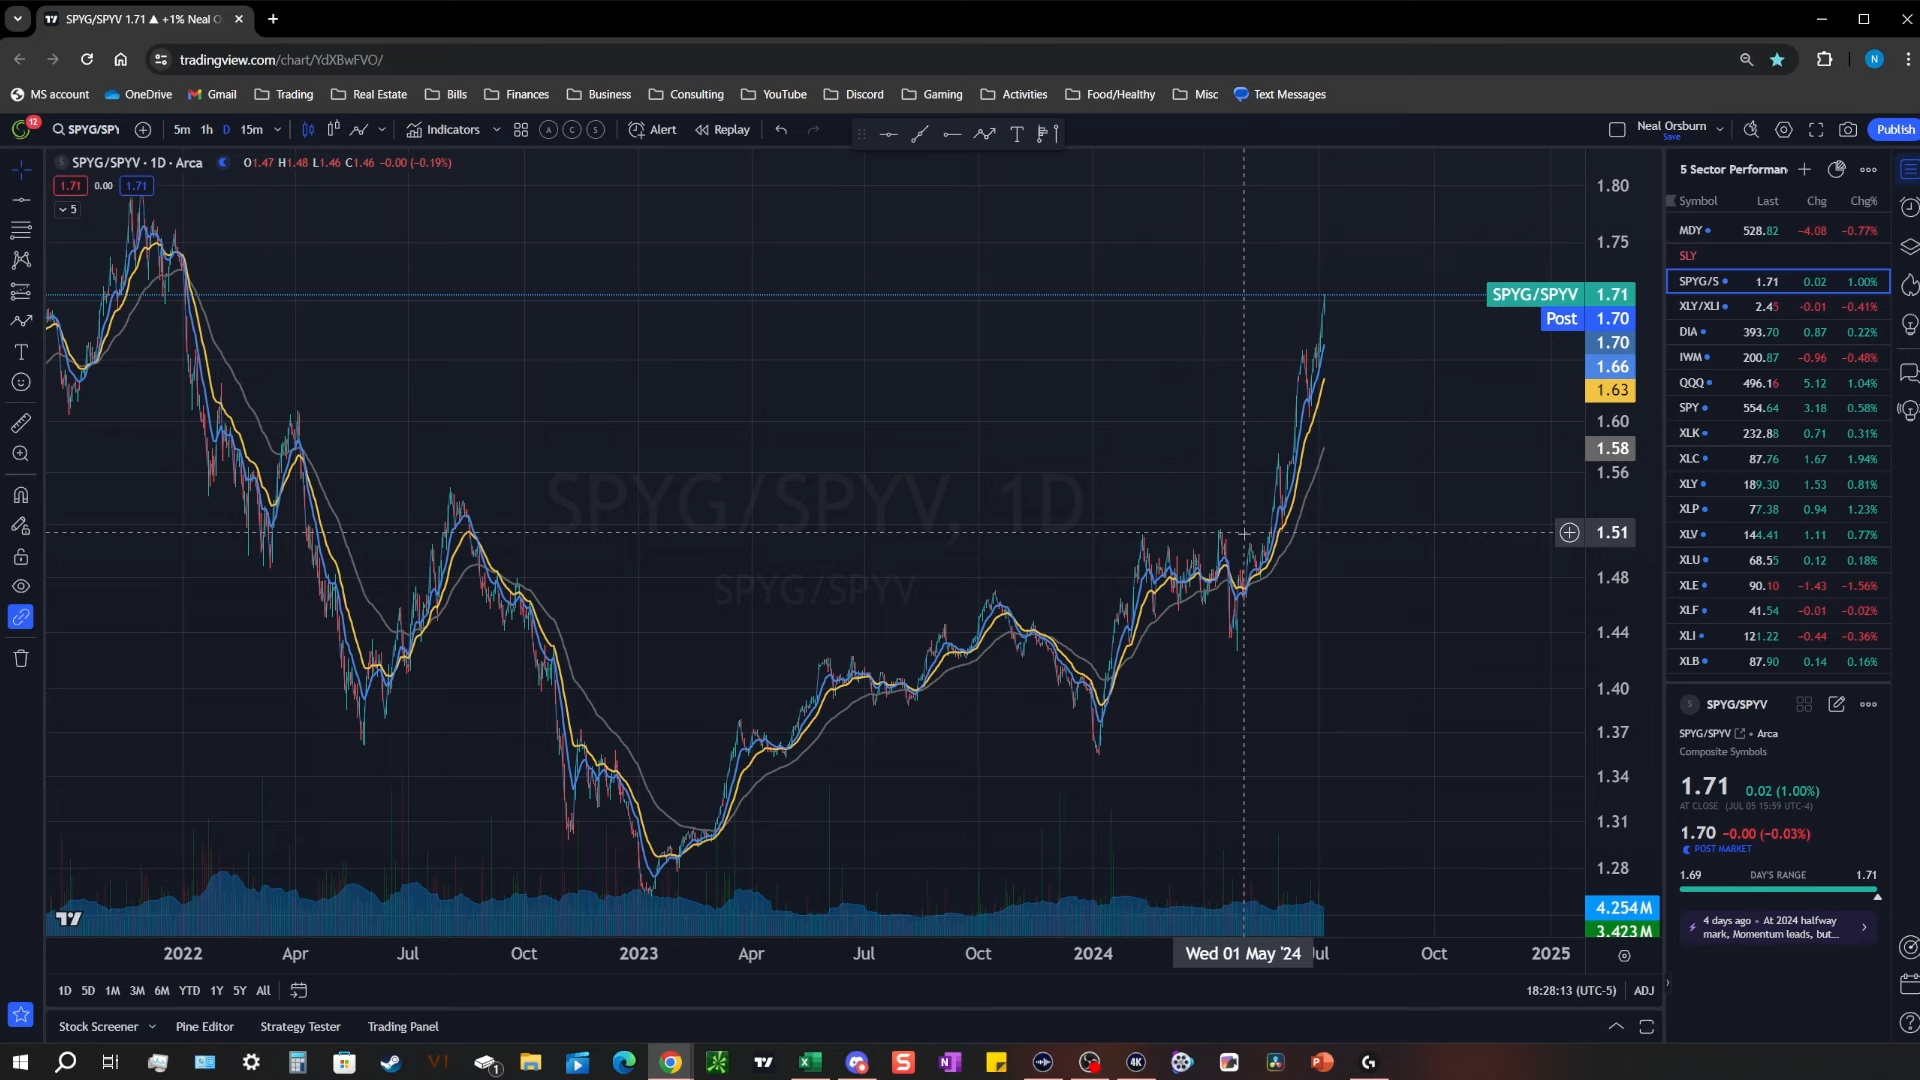 SPYG/SPYV 1.71 ▲ +1% Neal O
tradingview.com/chart/YdXBwFVO/
N
MS account OneDrive Gmail Trading Real Estate Bills Finances Business Consulting YouTube Discord Gaming Activities Food/Healthy Misc Text Messages
12 SPYG/SPY 5m 1h D 15m Indicators A C S Alert Replay Neal Orsburn Publish
Save
SPYG/SPYV · 1D · Arca O1.47 H1.48 L1.46 C1.46 −0.00 (−0.19%)
1.71 0.00 1.71
5
SPYG/SPYV, 1D
SPYG/SPYV
1.80
1.75
SPYG/SPYV 1.71
Post 1.70
1.70
1.66
1.63
1.60
1.58
1.56
1.51
1.48
1.44
1.40
1.37
1.34
1.31
1.28
4.254M
3.423M
2022 Apr Jul Oct 2023 Apr Jul Oct 2024 Wed 01 May '24 Jul Oct 2025
1D 5D 1M 3M 6M YTD 1Y 5Y All 18:28:13 (UTC-5) ADJ
Stock Screener Pine Editor Strategy Tester Trading Panel
5 Sector Performan
Symbol Last Chg Chg%
MDY 528.82 −4.08 −0.77%
SLY
SPYG/S 1.71 0.02 1.00%
XLY/XLI 2.45 −0.01 −0.41%
DIA 393.70 0.87 0.22%
IWM 200.87 −0.96 −0.48%
QQQ 496.16 5.12 1.04%
SPY 554.64 3.18 0.58%
XLK 232.88 0.71 0.31%
XLC 87.76 1.67 1.94%
XLY 189.30 1.53 0.81%
XLP 77.38 0.94 1.23%
XLV 144.41 1.11 0.77%
XLU 68.55 0.12 0.18%
XLE 90.10 −1.43 −1.56%
XLF 41.54 −0.01 −0.02%
XLI 121.22 −0.44 −0.36%
XLB 87.90 0.14 0.16%
S SPYG/SPYV
SPYG/SPYV • Arca
Composite Symbols
1.71 0.02 (1.00%)
AT CLOSE (JUL 05 15:59 UTC-4)
1.70 −0.00 (−0.03%)
POST MARKET
1.69 DAY'S RANGE 1.71
4 days ago • At 2024 halfway
mark, Momentum leads, but...
1 4K